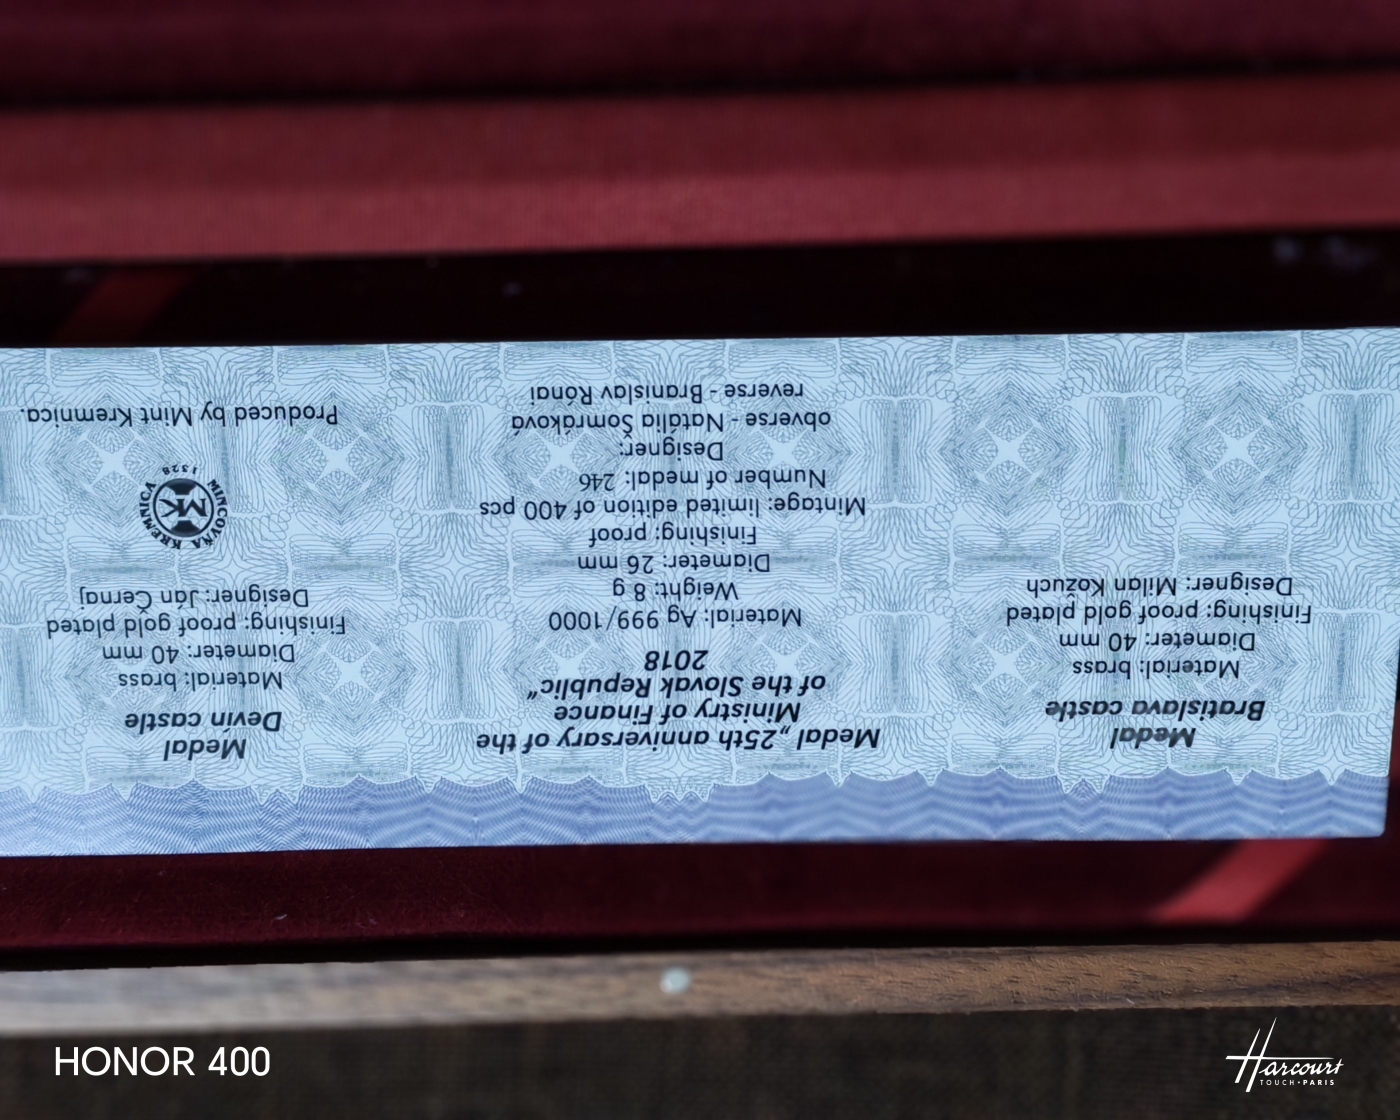 Medal
Bratislava castle
Material: brass
Diameter: 40 mm
Finishing: proof gold plated
Designer: Milan Kožuch
Medal „25th anniversary of the
Ministry of Finance
of the Slovak Republic“
2018
Material: Ag 999/1000
Weight: 8 g
Diameter: 26 mm
Finishing: proof
Mintage: limited edition of 400 pcs
Number of medal: 246
Designer:
obverse - Natália Šomráková
reverse - Branislav Rónai
Medal
Devín castle
Material: brass
Diameter: 40 mm
Finishing: proof gold plated
Designer: Ján Černaj
MINCOVŇA KREMNICA
MK
1328
Produced by Mint Kremnica.
HONOR 400
Harcourt
TOUCH • PARIS